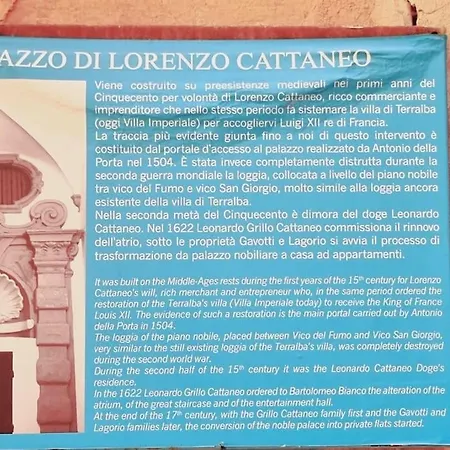 AZZO DI LORENZO CATTANEO
Viene costruito su preesistenze medievali nei primi anni del
Cinquecento per volontà di Lorenzo Cattaneo, ricco commerciante e
imprenditore che nello stesso periodo fa sistemare la villa di Terralba
(oggi Villa Imperiale) per accogliervi Luigi XII re di Francia.
La traccia più evidente giunta fino a noi di questo intervento è
costituito dal portale d'accesso al palazzo realizzato da Antonio della
Porta nel 1504. È stata invece completamente distrutta durante la
seconda guerra mondiale la loggia, collocata a livello del piano nobile
tra vico del Fumo e vico San Giorgio, molto simile alla loggia ancora
esistente della villa di Terralba.
Nella seconda metà del Cinquecento è dimora del doge Leonardo
Cattaneo. Nel 1622 Leonardo Grillo Cattaneo commissiona il rinnovo
dell'atrio, sotto le proprietà Gavotti e Lagorio si avvia il processo di
trasformazione da palazzo nobiliare a casa ad appartamenti.
It was built on the Middle-Ages rests during the first years of the 15th century for Lorenzo
Cattaneo's will, rich merchant and entrepreneur who, in the same period ordered the
restoration of the Terralba's villa (Villa Imperiale today) to receive the King of France
Louis XII. The evidence of such a restoration is the main portal carried out by Antonio
della Porta in 1504.
The loggia of the piano nobile, placed between Vico del Fumo and Vico San Giorgio,
very similar to the still existing loggia of the Terralba's villa, was completely destroyed
during the second world war.
During the second half of the 15th century it was the Leonardo Cattaneo Doge's
residence.
In the 1622 Leonardo Grillo Cattaneo ordered to Bartolomeo Bianco the alteration of the
atrium, of the great staircase and of the entertainment hall.
At the end of the 17th century, with the Grillo Cattaneo family first and the Gavotti and
Lagorio families later, the conversion of the noble palace into private flats started.